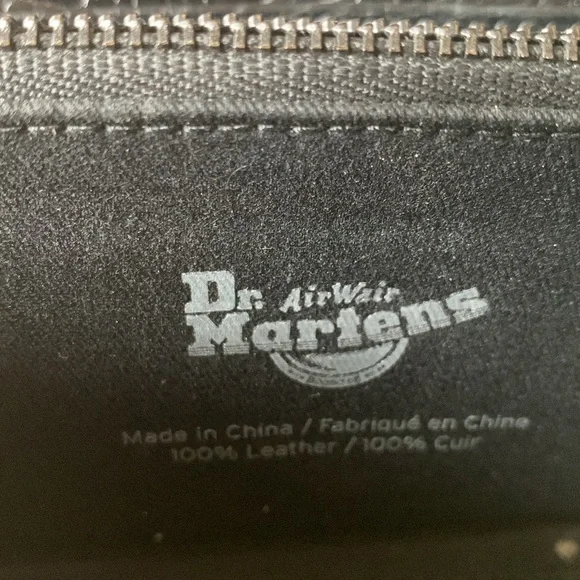 Dr. AirWair
Martens
Made in China / Fabriqué en Chine
100% Leather / 100% Cuir